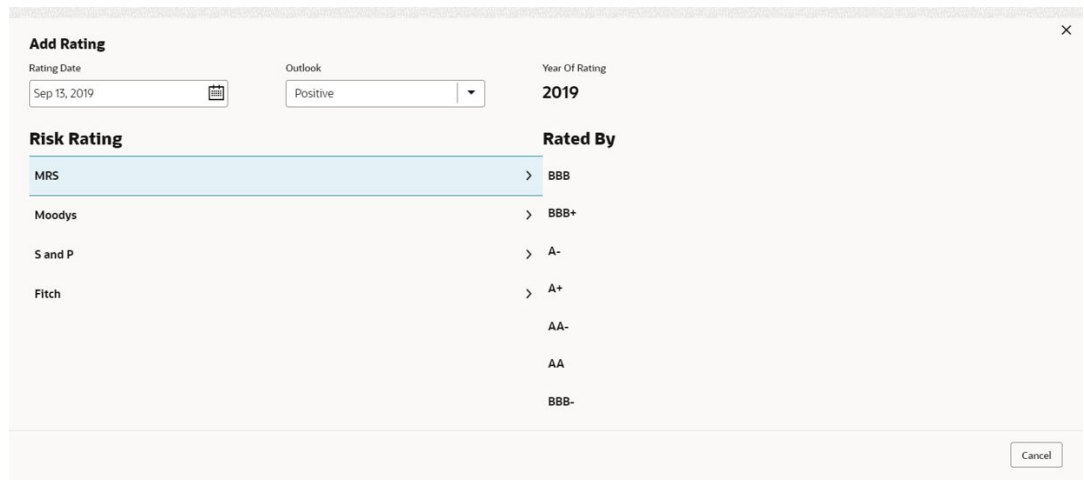 Add Rating
Rating Date
Outlook
Year Of Rating
Sep 13, 2019
Positive
2019
Risk Rating
Rated By
MRS
BBB
Moodys
BBB+
S and P
A-
Fitch
A+
AA-
AA
BBB-
Cancel